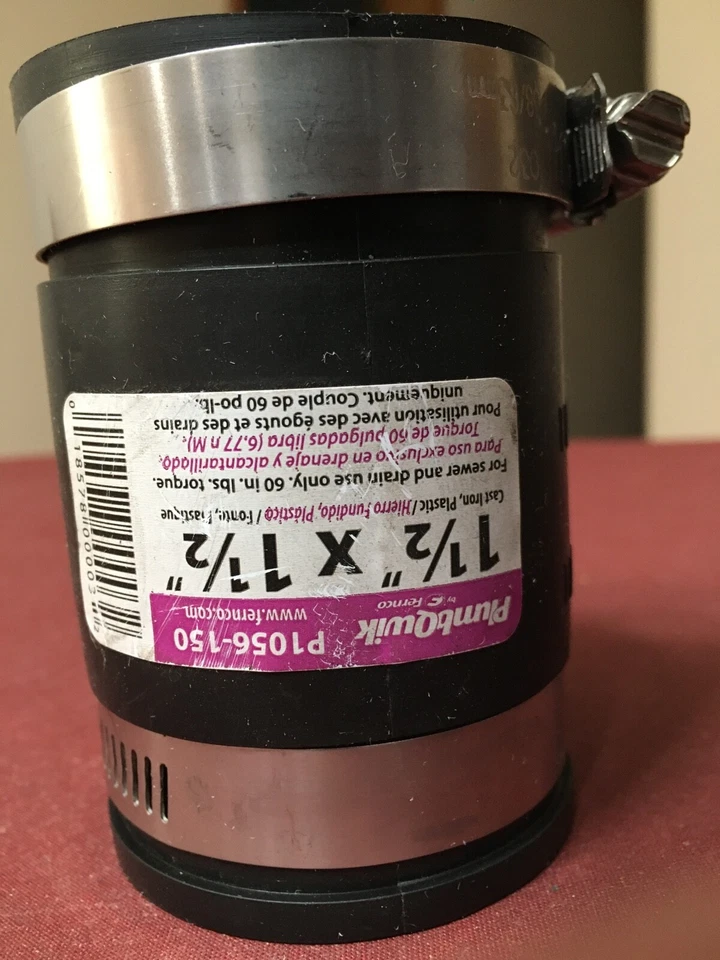 PlumbQwik by Fernco P1056-150
www.fernco.com
1½" X 1½"
Cast Iron, Plastic / Hierro Fundido, Plástico / Fonte, Plastique
For sewer and drain use only. 60 in. lbs. torque.
Para uso exclusivo en drenaje y alcantarillado.
Torque de 60 pulgadas libra (6.77 n M).
Pour utilisation avec des égouts et des drains
uniquement. Couple de 60 po-lb.